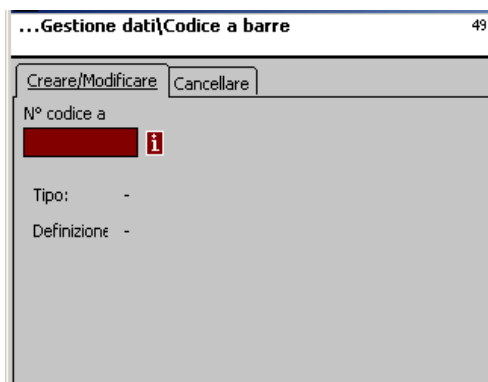 ...Gestione dati\Codice a barre 49
Creare/Modificare Cancellare
N° codice a
i
Tipo: -
Definizione -